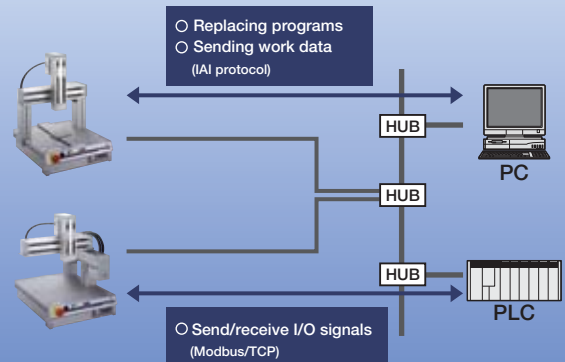 ○ Replacing programs
○ Sending work data
(IAI protocol)
HUB
PC
HUB
HUB
PLC
○ Send/receive I/O signals
(Modbus/TCP)